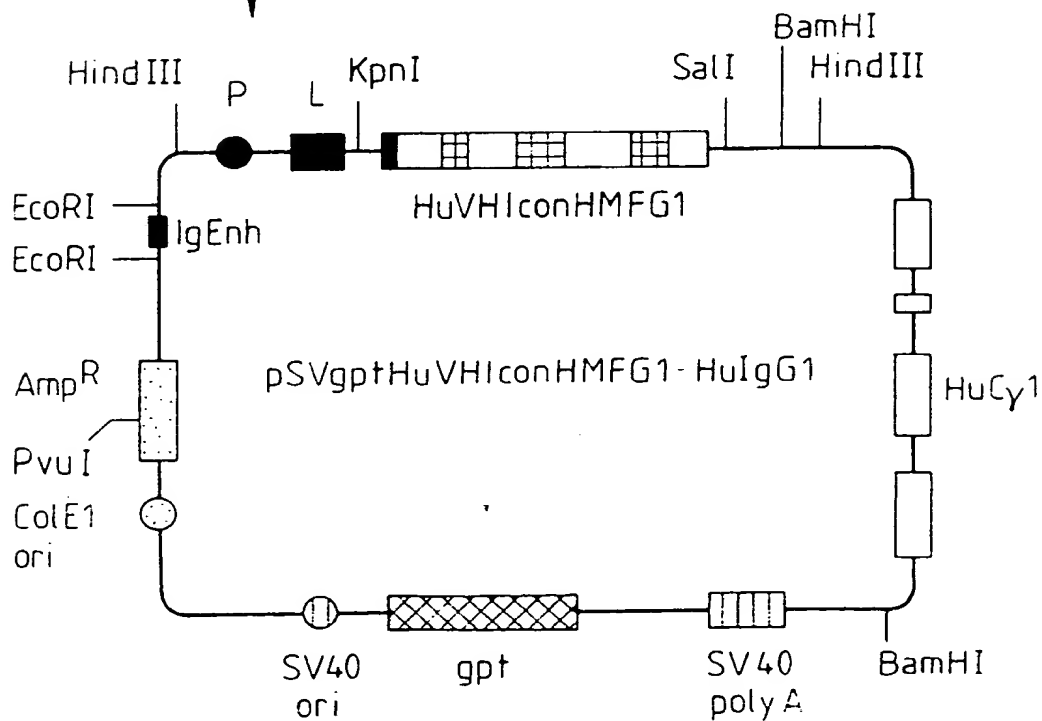 BamHI
HindIII
P
L
KpnI
SalI
HindIII
EcoRI
IgEnh
EcoRI
HuVHIconHMFG1
AmpR
pSVgptHuVHIconHMFG1-HuIgG1
HuCγ1
PvuI
ColE1
ori
SV40
ori
gpt
SV40
poly A
BamHI